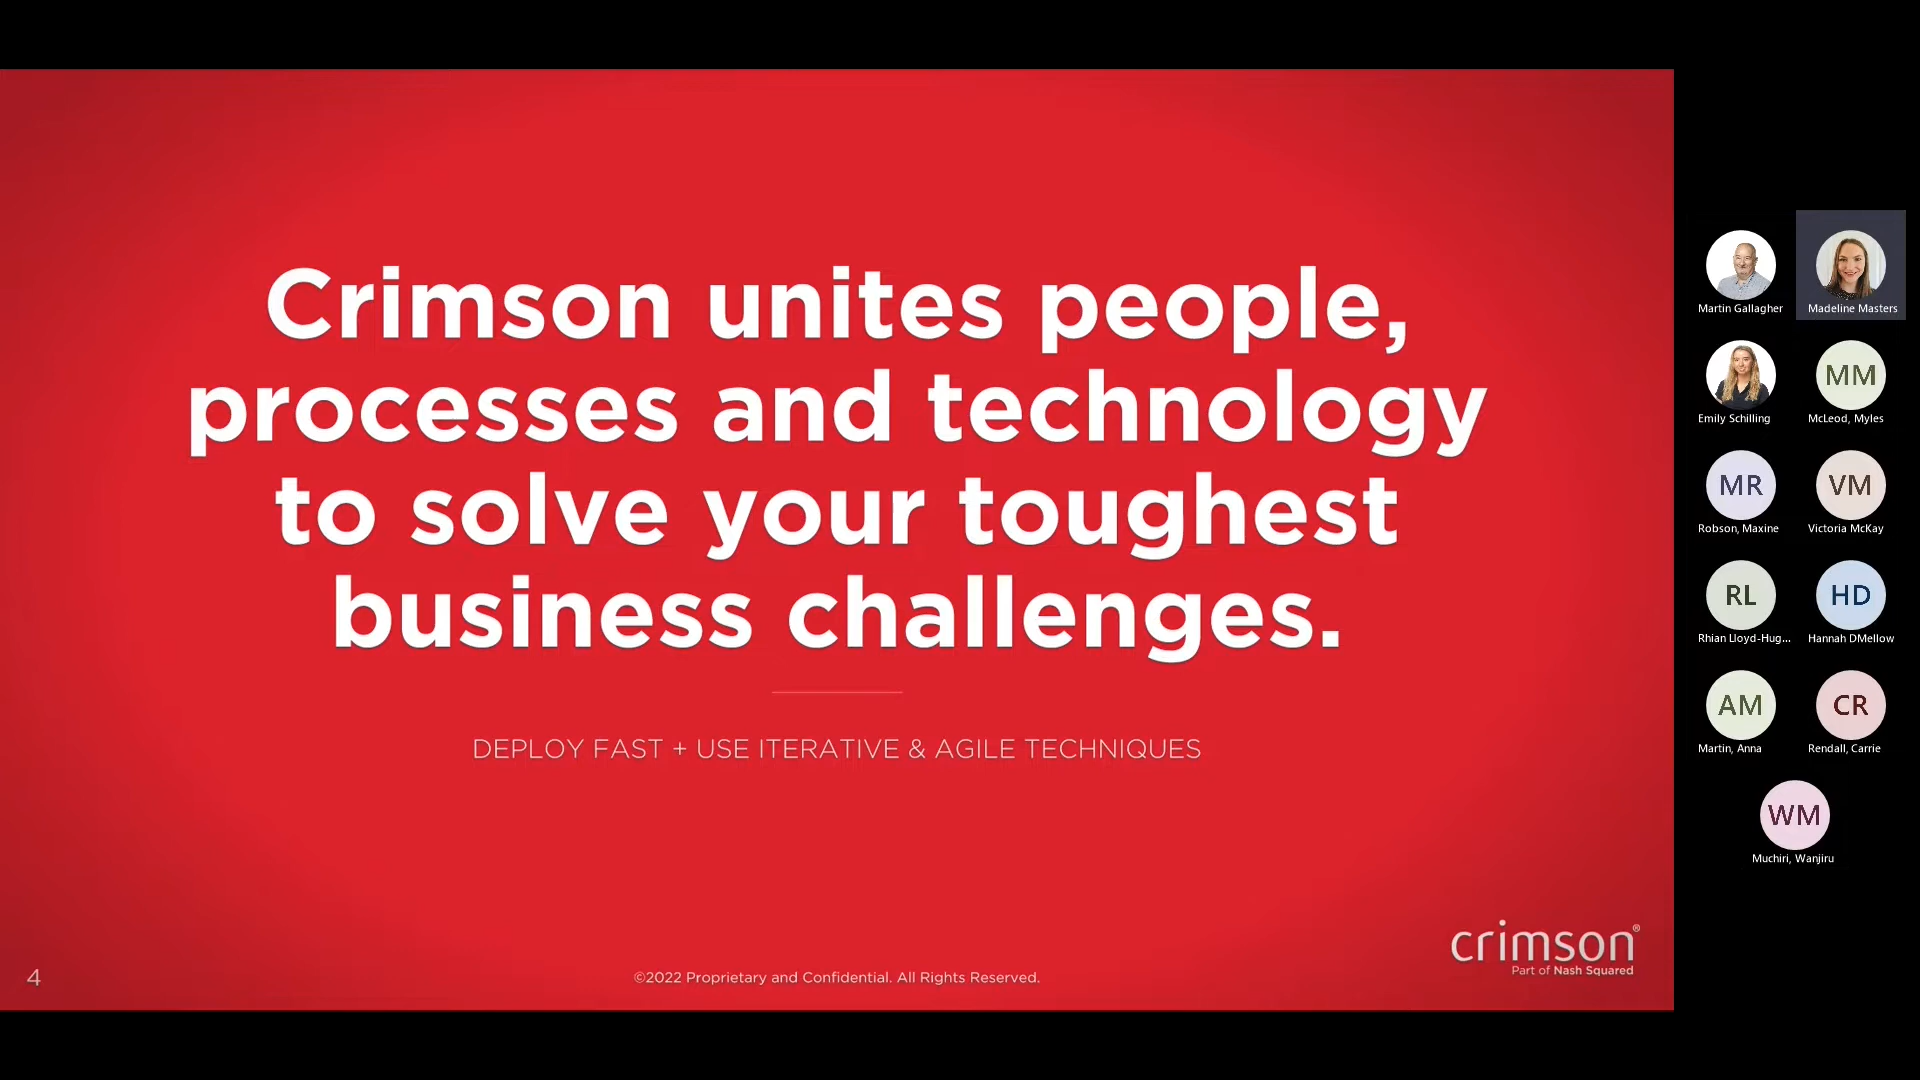 Crimson unites people,
processes and technology
to solve your toughest
business challenges.
DEPLOY FAST + USE ITERATIVE & AGILE TECHNIQUES
4
©2022 Proprietary and Confidential. All Rights Reserved.
crimson®
Part of Nash Squared
Martin Gallagher
Madeline Masters
Emily Schilling
MM
McLeod, Myles
MR
Robson, Maxine
VM
Victoria McKay
RL
Rhian Lloyd-Hug...
HD
Hannah DMellow
AM
Martin, Anna
CR
Rendall, Carrie
WM
Muchiri, Wanjiru